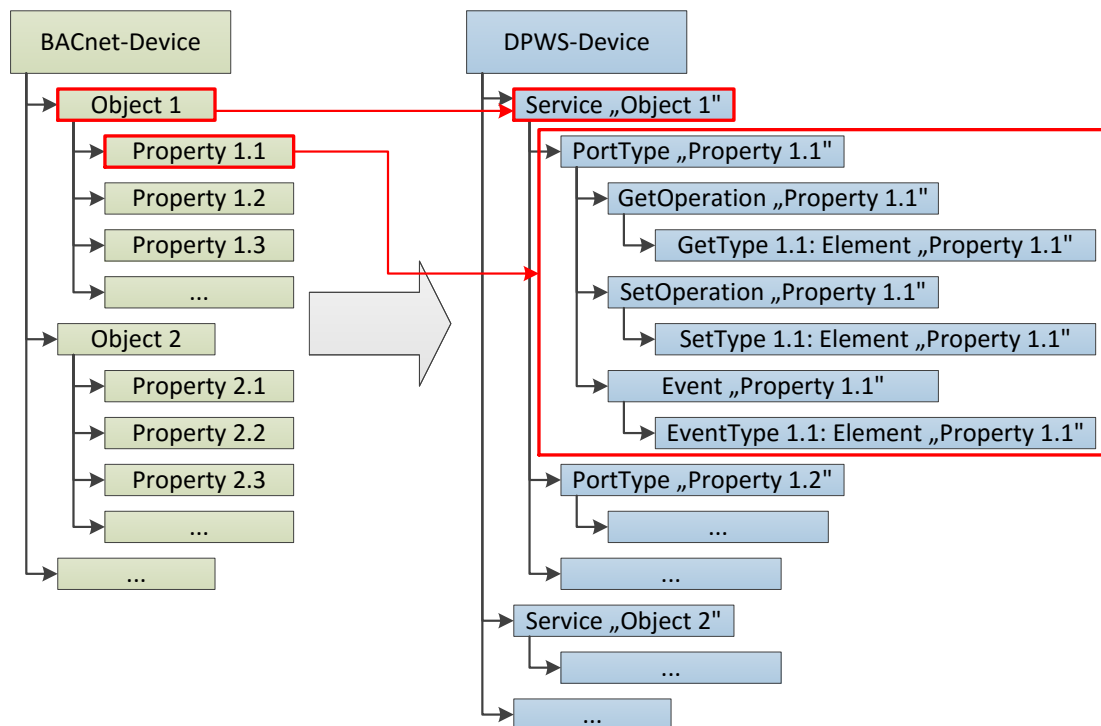 BACnet-Device
Object 1
Property 1.1
Property 1.2
Property 1.3
...
Object 2
Property 2.1
Property 2.2
Property 2.3
...
...
DPWS-Device
Service „Object 1"
PortType „Property 1.1"
GetOperation „Property 1.1"
GetType 1.1: Element „Property 1.1"
SetOperation „Property 1.1"
SetType 1.1: Element „Property 1.1"
Event „Property 1.1"
EventType 1.1: Element „Property 1.1"
PortType „Property 1.2"
...
...
Service „Object 2"
...
...